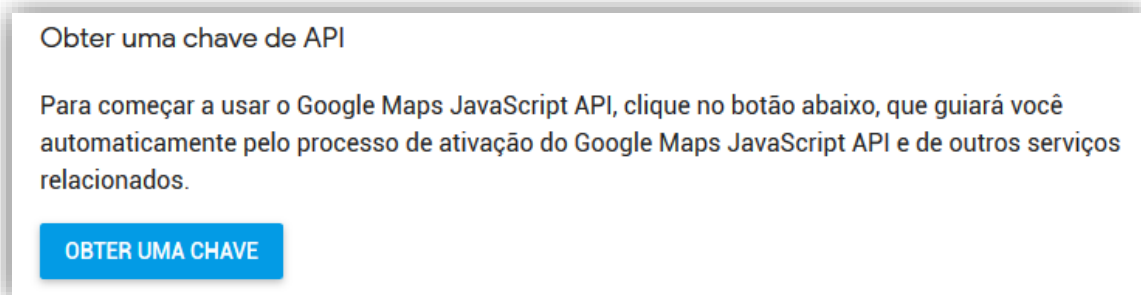 Obter uma chave de API
Para começar a usar o Google Maps JavaScript API, clique no botão abaixo, que guiará você
automaticamente pelo processo de ativação do Google Maps JavaScript API e de outros serviços
relacionados.
OBTER UMA CHAVE